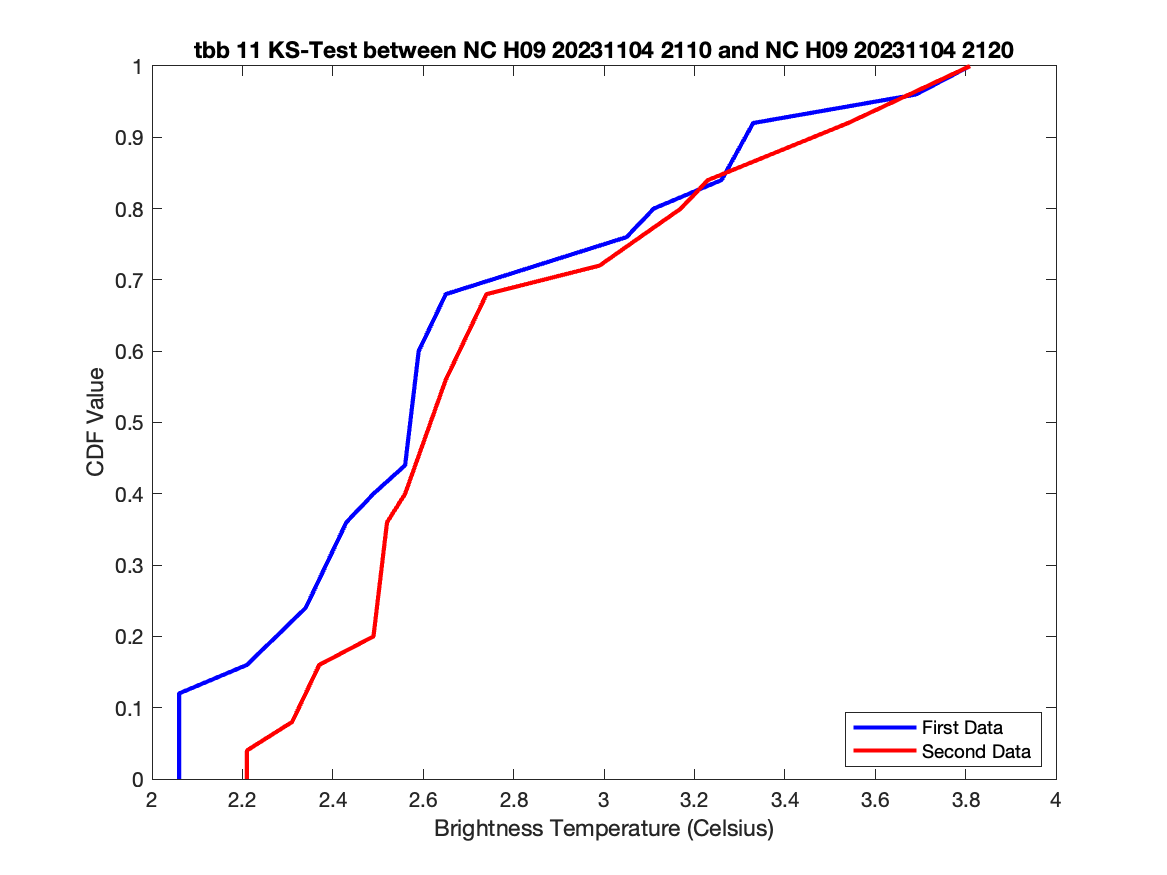 tbb 11 KS-Test between NC H09 20231104 2110 and NC H09 20231104 2120
1
0.9
0.8
0.7
0.6
0.5
0.4
0.3
0.2
0.1
0
CDF Value
First Data
Second Data
2 2.2 2.4 2.6 2.8 3 3.2 3.4 3.6 3.8 4
Brightness Temperature (Celsius)